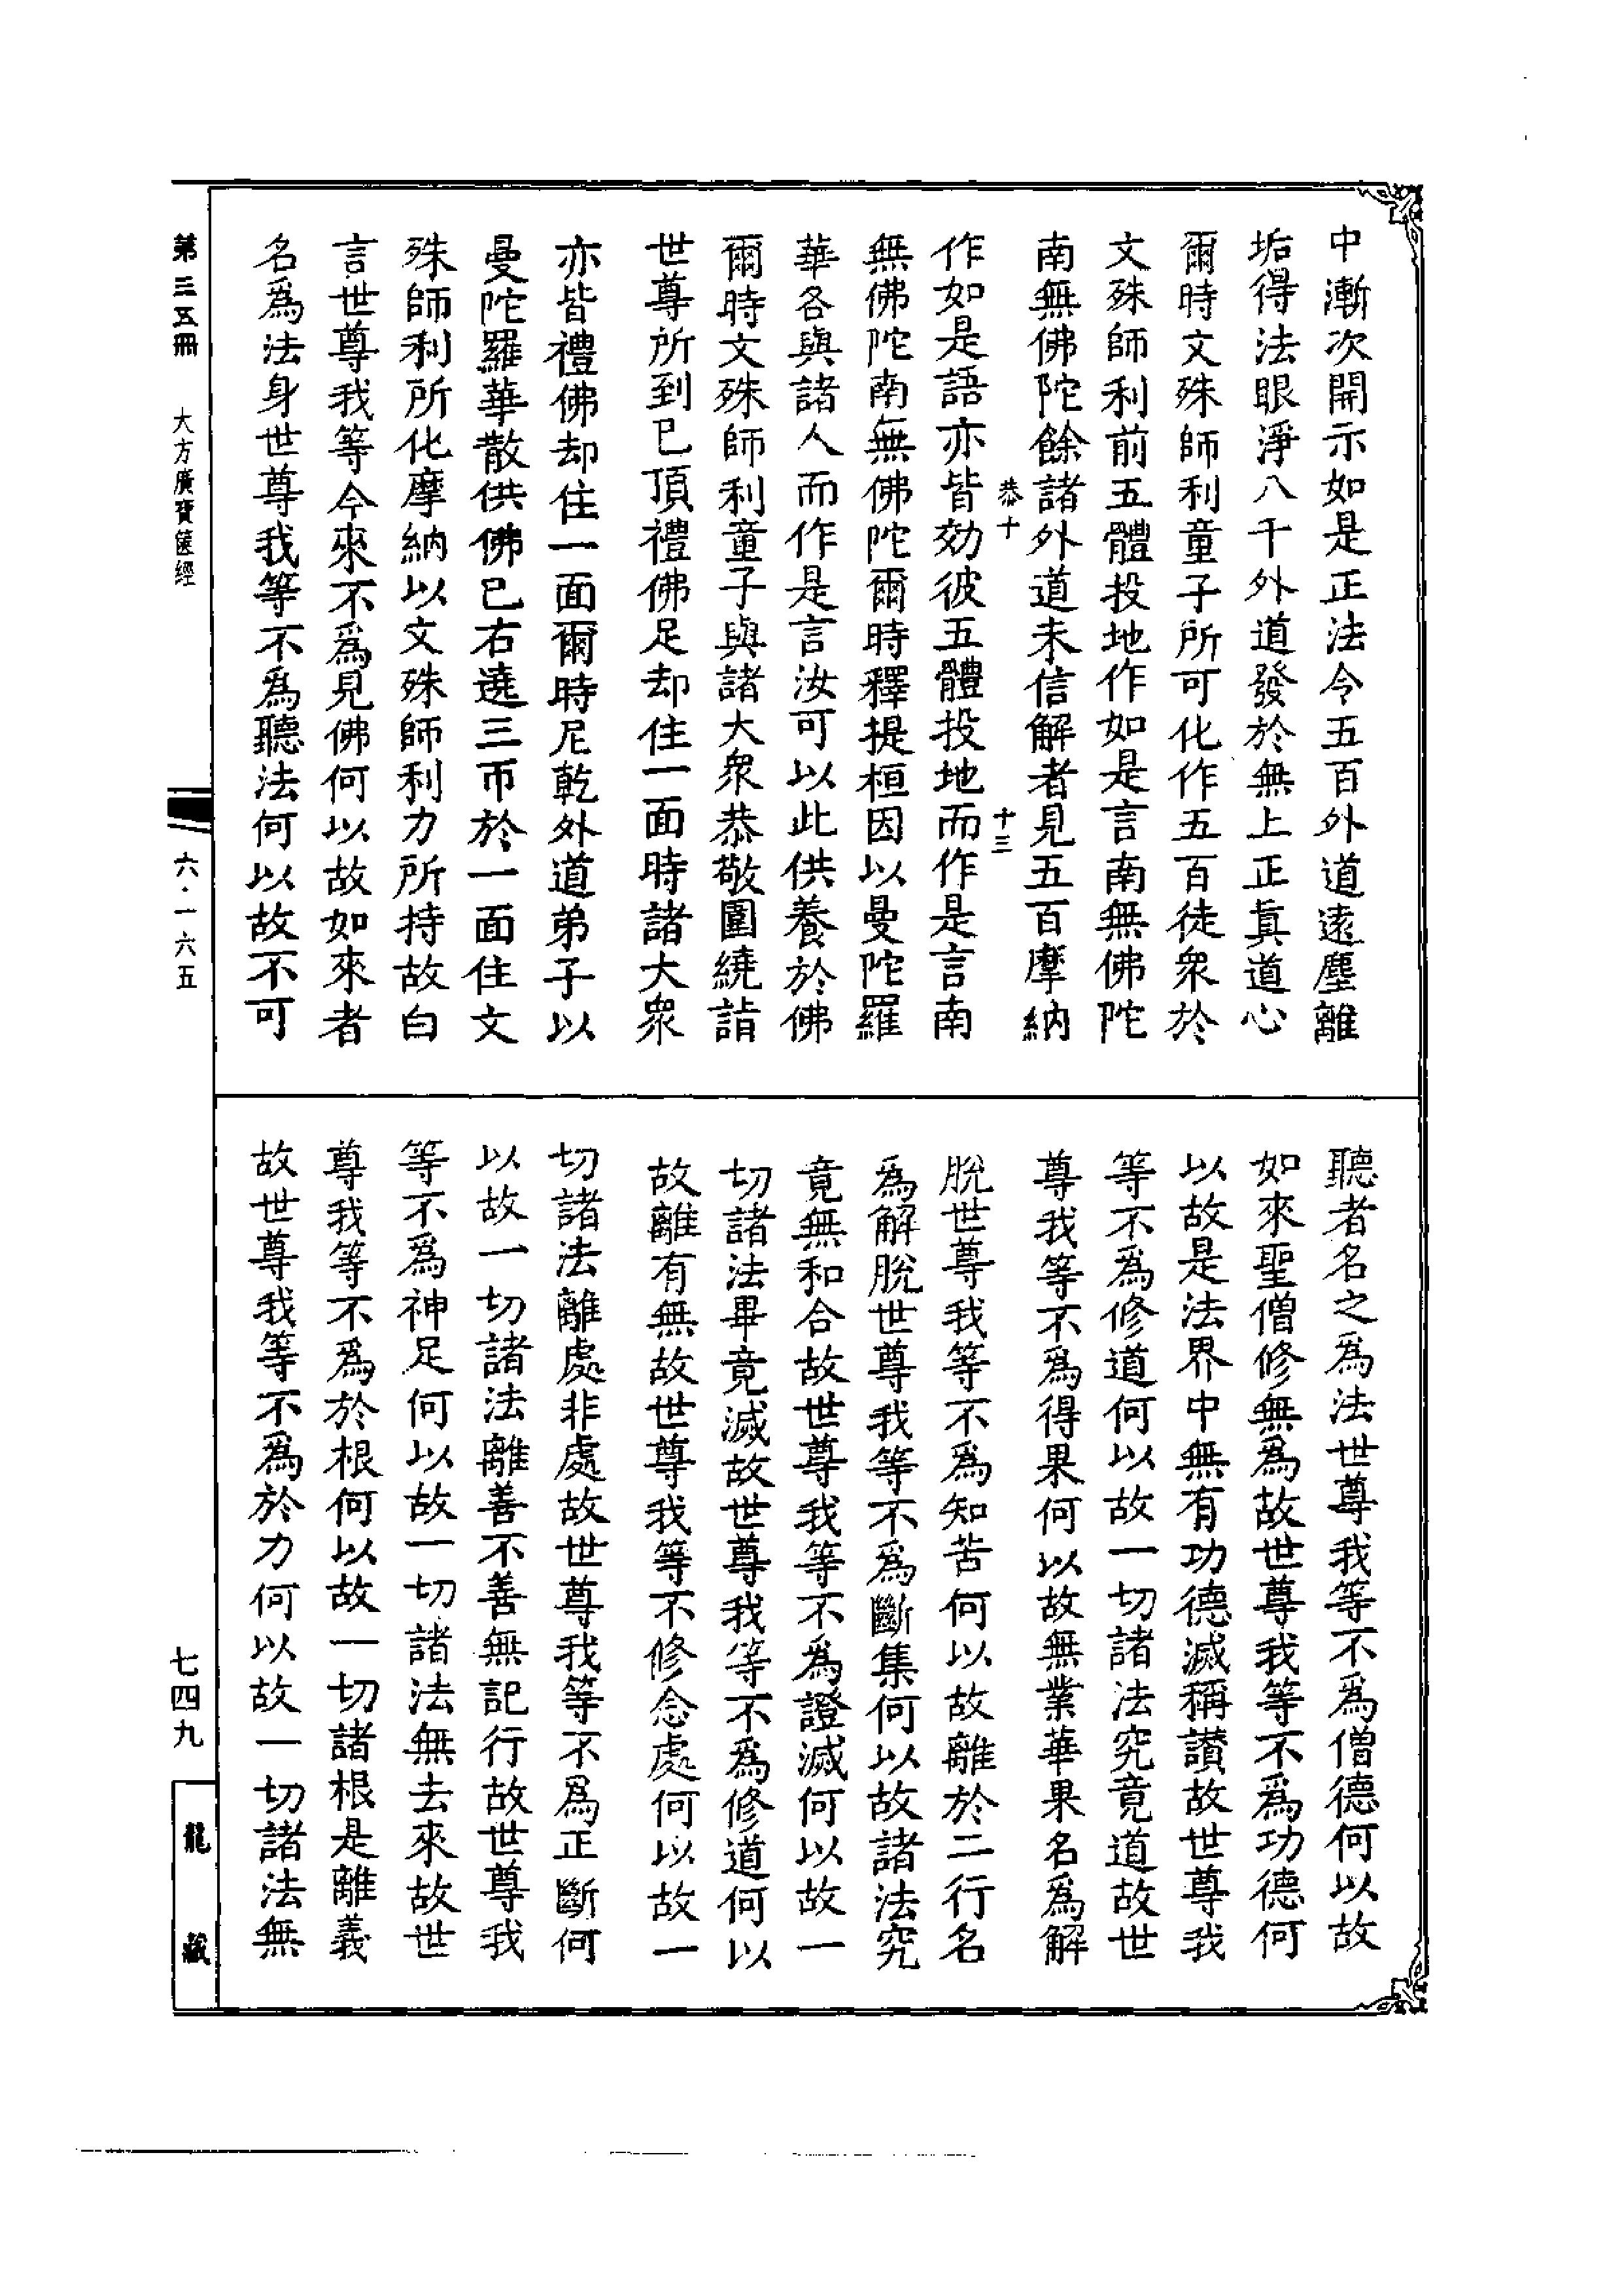 中漸次開示如是正法令五百外道遠塵離
垢得法眼淨八千外道發於無上正真道心
爾時文殊師利童子所可化作五百徒衆於
文殊師利前五體投地作如是言南無佛陀
南無佛陀餘諸外道未信解者見五百摩納
恭十
十三
作如是語亦皆効彼五體投地而作是言南
無佛陀南無佛陀爾時釋提桓因以曼陀羅
華各與諸人而作是言汝可以此供養於佛
爾時文殊師利童子與諸大衆恭敬圍繞詣
世尊所到已頂禮佛足却住一面時諸大衆
亦皆禮佛却住一面爾時尼乾外道弟子以
曼陀羅華散供佛已右遶三帀於一面住文
殊師利所化摩納以文殊師利力所持故白
言世尊我等今來不爲見佛何以故如來者
名爲法身世尊我等不爲聽法何以故不可
聽者名之爲法世尊我等不爲僧德何以故
如來聖僧修無爲故世尊我等不爲功德何
以故是法界中無有功德滅稱讚故世尊我
等不爲修道何以故一切諸法究竟道故世
尊我等不爲得果何以故無業華果名爲解
脫世尊我等不爲知苦何以故離於二行名
爲解脫世尊我等不爲斷集何以故諸法究
竟無和合故世尊我等不爲證滅何以故一
切諸法畢竟滅故世尊我等不爲修道何以
故離有無故世尊我等不修念處何以故一
切諸法離處非處故世尊我等不爲正斷何
以故一切諸法離善不善無記行故世尊我
等不爲神足何以故一切諸法無去來故世
尊我等不爲於根何以故一切諸根是離義
故世尊我等不爲於力何以故一切諸法無
第三五冊
大方廣寶篋經
六·一六五
七四九
龍藏